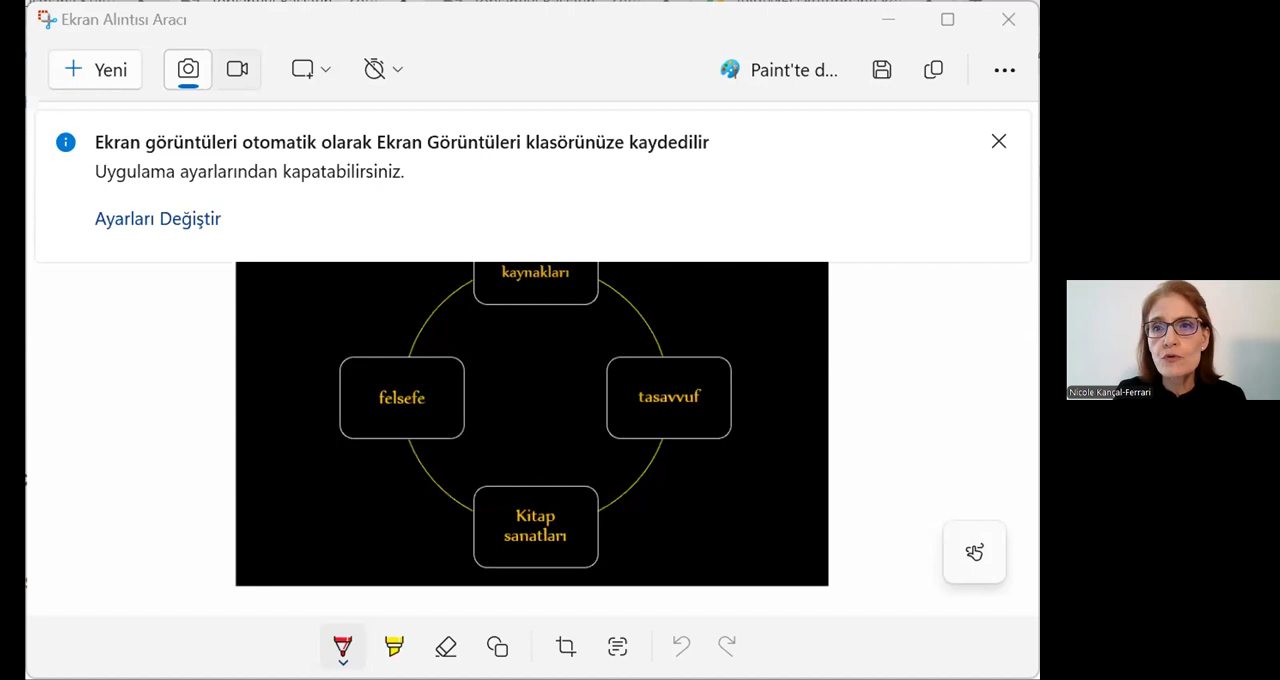 Ekran Alıntısı Aracı
Yeni
Paint'te d...
Ekran görüntüleri otomatik olarak Ekran Görüntüleri klasörünüze kaydedilir
Uygulama ayarlarından kapatabilirsiniz.
Ayarları Değiştir
kaynakları
felsefe
tasavvuf
Kitap
sanatları
Nicole Kançal-Ferrari